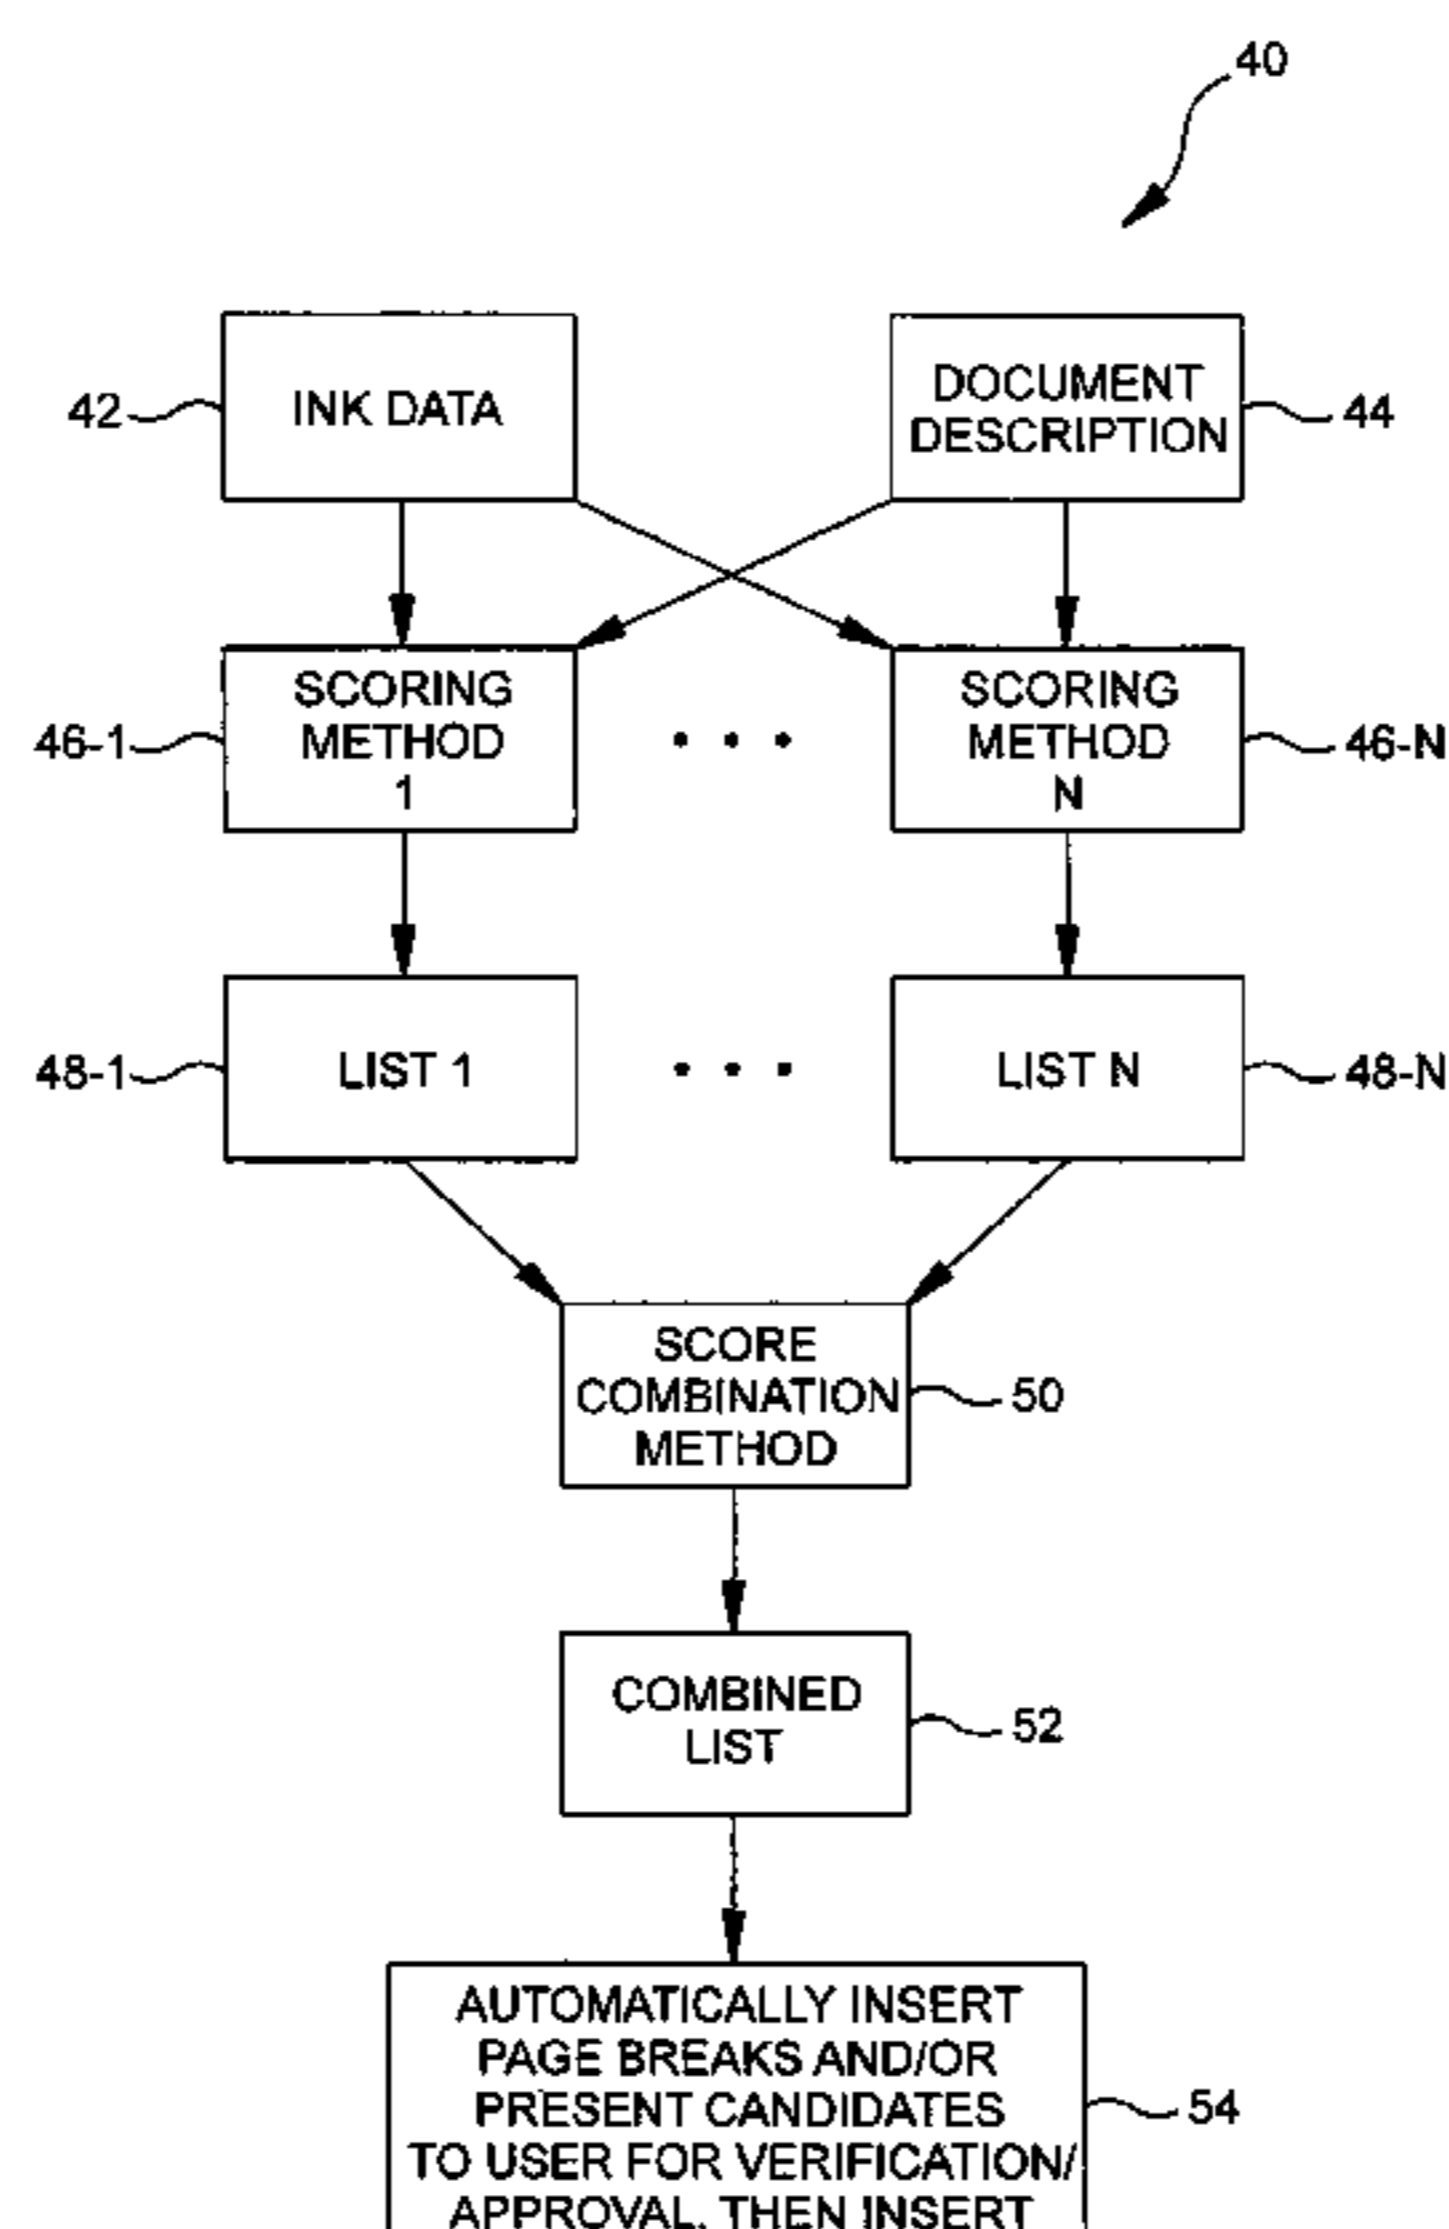 40
INK DATA
42
DOCUMENT
DESCRIPTION
44
SCORING
METHOD
1
46-1
. . .
SCORING
METHOD
N
46-N
LIST 1
48-1
. . .
LIST N
48-N
SCORE
COMBINATION
METHOD
50
COMBINED
LIST
52
AUTOMATICALLY INSERT
PAGE BREAKS AND/OR
PRESENT CANDIDATES
TO USER FOR VERIFICATION/
APPROVAL, THEN INSERT
54